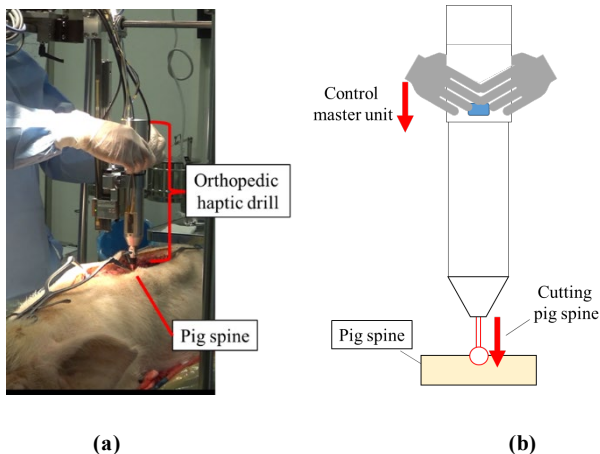 Orthopedic
haptic drill
Pig spine
(a)
Control
master unit
Cutting
pig spine
Pig spine
(b)